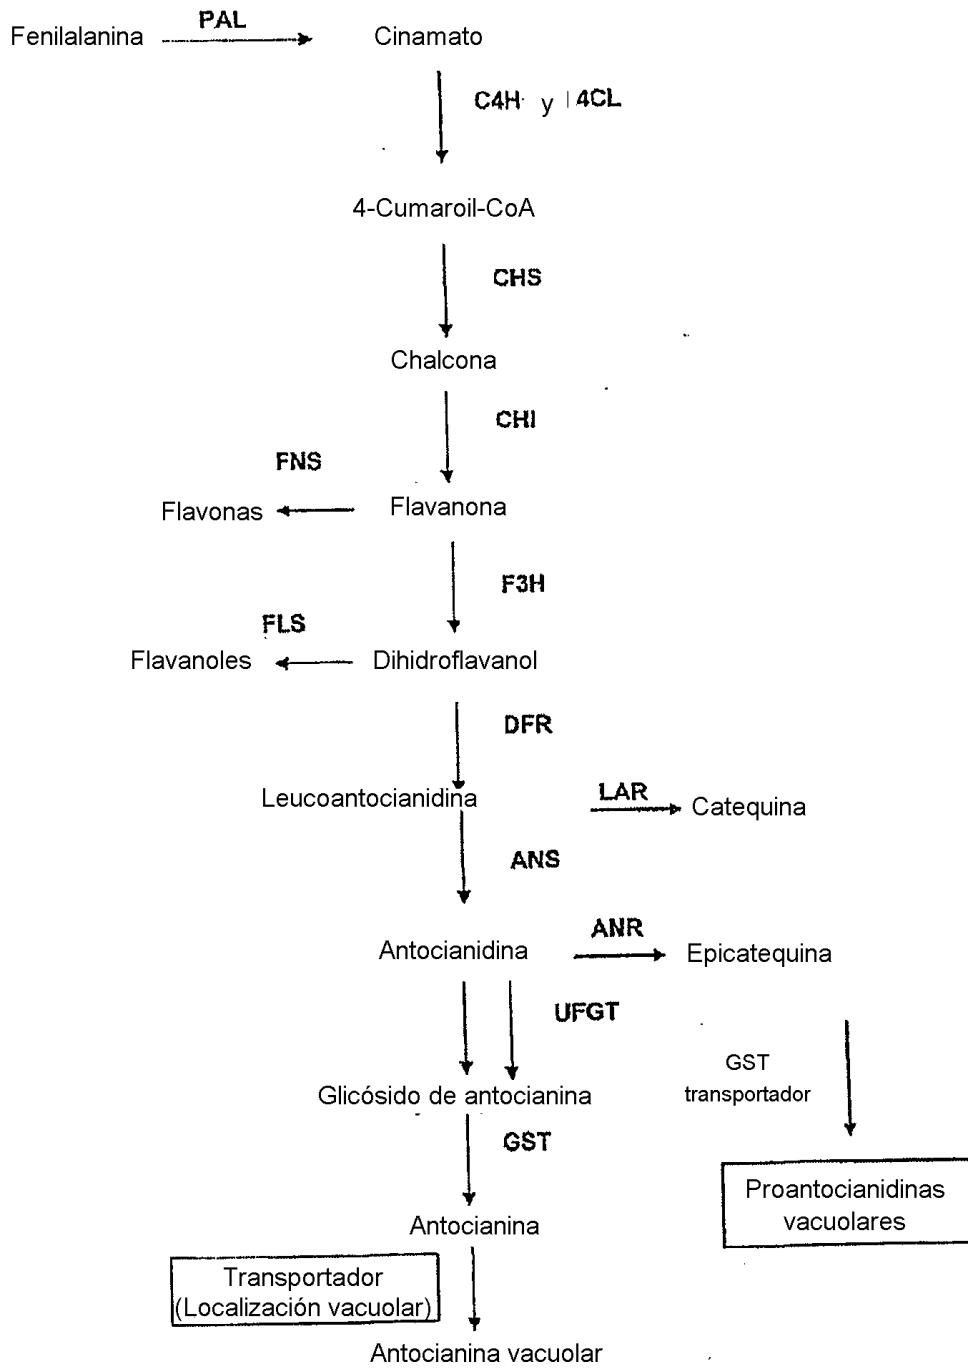 PAL
Fenilalanina Cinamato
C4H y 4CL
4-Cumaroil-CoA
CHS
Chalcona
CHI
FNS
Flavonas Flavanona
F3H
FLS
Flavanoles Dihidroflavanol
DFR
Leucoantocianidina LAR Catequina
ANS
ANR
Antocianidina Epicatequina
UFGT
GST
transportador
Glicósido de antocianina
GST
Proantocianidinas
vacuolares
Antocianina
Transportador
(Localización vacuolar)
Antocianina vacuolar